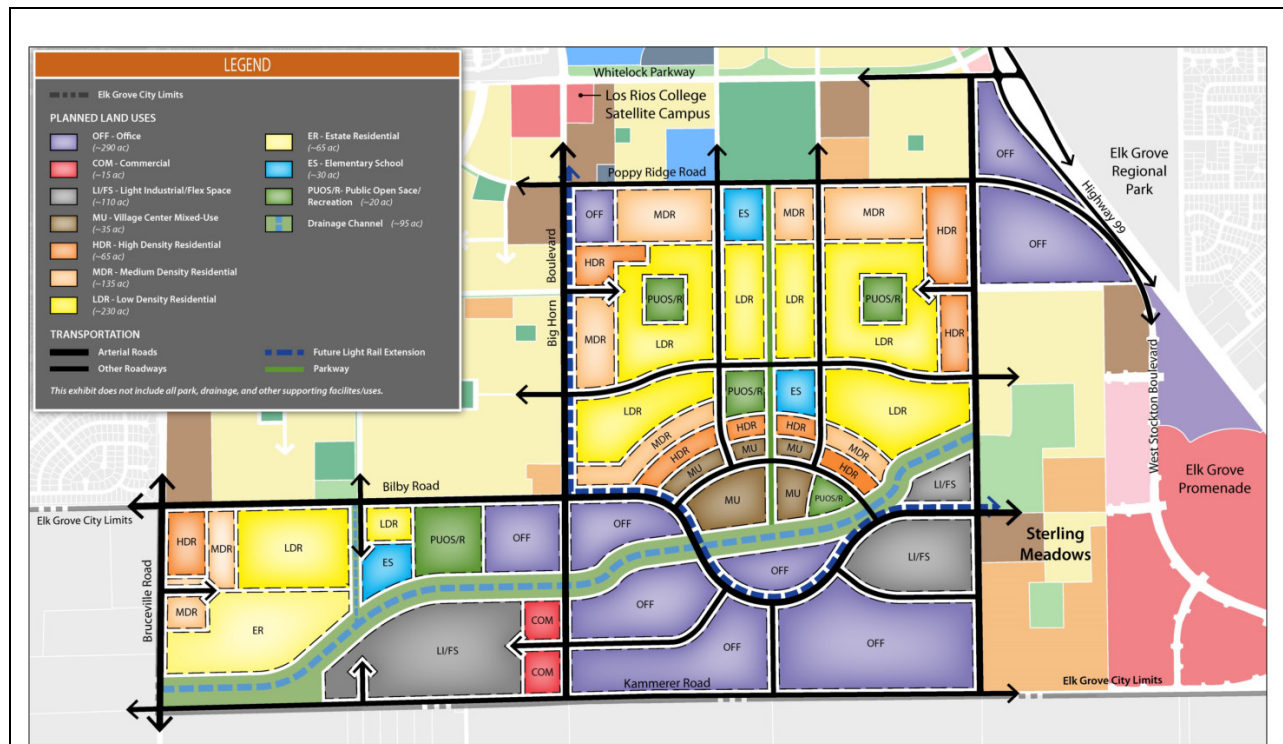 LEGEND
Elk Grove City Limits
PLANNED LAND USES
OFF - Office
(~290 ac)
COM - Commercial
(~15 ac)
LI/FS - Light Industrial/Flex Space
(~110 ac)
MU - Village Center Mixed-Use
(~35 ac)
HDR - High Density Residential
(~65 ac)
MDR - Medium Density Residential
(~135 ac)
LDR - Low Density Residential
(~230 ac)
ER - Estate Residential
(~65 ac)
ES - Elementary School
(~30 ac)
PUOS/R- Public Open Sace/
Recreation (~20 ac)
Drainage Channel (~95 ac)
TRANSPORTATION
Arterial Roads
Other Roadways
Future Light Rail Extension
Parkway
This exhibit does not include all park, drainage, and other supporting facilites/uses.
Whitelock Parkway
Los Rios College
Satellite Campus
Poppy Ridge Road
OFF
Elk Grove
Regional
Park
Highway 99
OFF
OFF
MDR
ES
MDR
MDR
HDR
Big Horn Boulevard
HDR
PUOS/R
LDR
LDR
LDR
PUOS/R
LDR
HDR
MDR
LDR
PUOS/R
ES
LDR
MDR
HDR
MU
HDR
MU
HDR
MU
MDR
HDR
MU
MU
PUOS/R
LI/FS
West Stockton Boulevard
Elk Grove
Promenade
Bilby Road
Elk Grove City Limits
Sterling
Meadows
Bruceville Road
HDR
MDR
LDR
LDR
ES
PUOS/R
OFF
OFF
OFF
LI/FS
MDR
ER
LI/FS
COM
COM
OFF
OFF
OFF
Kammerer Road
Elk Grove City Limits